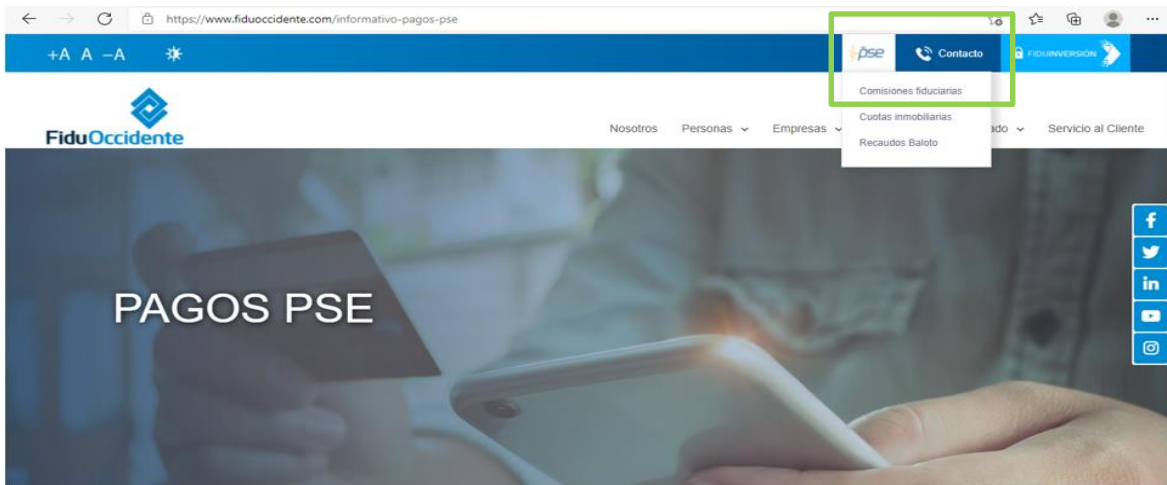 https://www.fiduoccidente.com/informativo-pagos-pse
+A A –A
pse
Contacto
FIDUINVERSIÓN
Comisiones fiduciarias
Cuotas inmobiliarias
Recaudos Baloto
FiduOccidente
Nosotros Personas Empresas ado Servicio al Cliente
PAGOS PSE